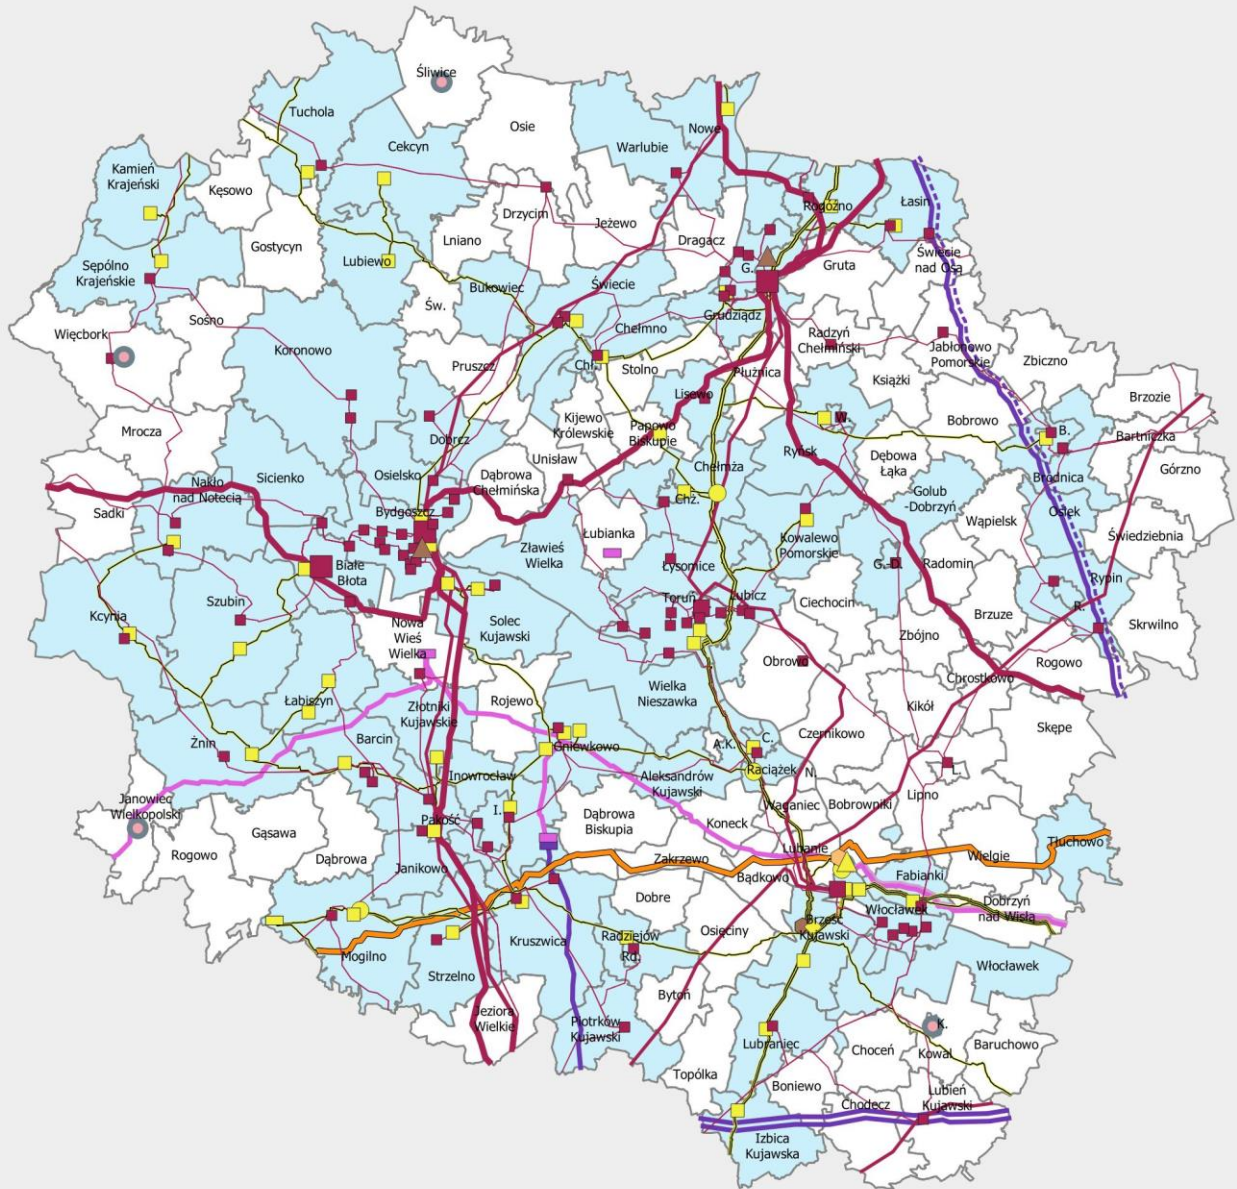 Śliwice
Tuchola
Osie
Nowe
Cekcyn
Warlubie
Kamień
Krajeński
Kęsowo
Łasin
Rogóźno
Drzycim
Jeżewo
Lniano
Dragacz
Gostycyn
Świecie
nad Osą
Lubiewo
Gruta
G.
Sępólno
Krajeńskie
Bukowiec
Świecie
Św.
Sośno
Grudziądz
Chełmno
Więcbork
Radzyń
Chełmiński
Jabłonowo
Pomorskie
Koronowo
Zbiczno
Pruszcz
Chł.
Stolno
Płużnica
Książki
Lisewo
Brzozie
W.
Kijewo
Królewskie
Bobrowo
Papowo
Biskupie
Mrocza
B.
Bartniczka
Dobrcz
Ryńsk
Unisław
Dębowa
Łąka
Chełmża
Górzno
Osielsko
Dąbrowa
Chełmińska
Sicienko
Brodnica
Nakło
nad Notecią
Golub
-Dobrzyń
Chż.
Sadki
Bydgoszcz
Osiek
Wąpielsk
Łubianka
Świedziebnia
Kowalewo
Pomorskie
Zławieś
Wielka
G.-D.
Radomin
Łysomice
Białe
Błota
Rypin
Toruń
Lubicz
Szubin
Ciechocin
R.
Kcynia
Brzuze
Solec
Kujawski
Nowa
Wieś
Wielka
Skrwilno
Zbójno
Obrowo
Rogowo
Chrostkowo
Wielka
Nieszawka
Łabiszyn
Rojewo
Złotniki
Kujawskie
Kikół
Skępe
Czernikowo
Żnin
Barcin
A.K.
C.
Gniewkowo
Raciążek
N.
L.
Inowrocław
Aleksandrów
Kujawski
Lipno
Janowiec
Wielkopolski
Waganiec
Bobrowniki
I.
Dąbrowa
Biskupia
Pakość
Koneck
Gąsawa
Tłuchowo
Rogowo
Dąbrowa
Lubanie
Zakrzewo
Wielgie
Janikowo
Bądkowo
Fabianki
Dobre
Dobrzyń
nad Wisłą
Włocławek
Brześć
Kujawski
Osięciny
Kruszwica
Radziejów
Rd.
Mogilno
Włocławek
Strzelno
Bytoń
Jeziora
Wielkie
Piotrków
Kujawski
K.
Lubraniec
Choceń
Baruchowo
Kowal
Topólka
Boniewo
Lubień
Kujawski
Chodecz
Izbica
Kujawska